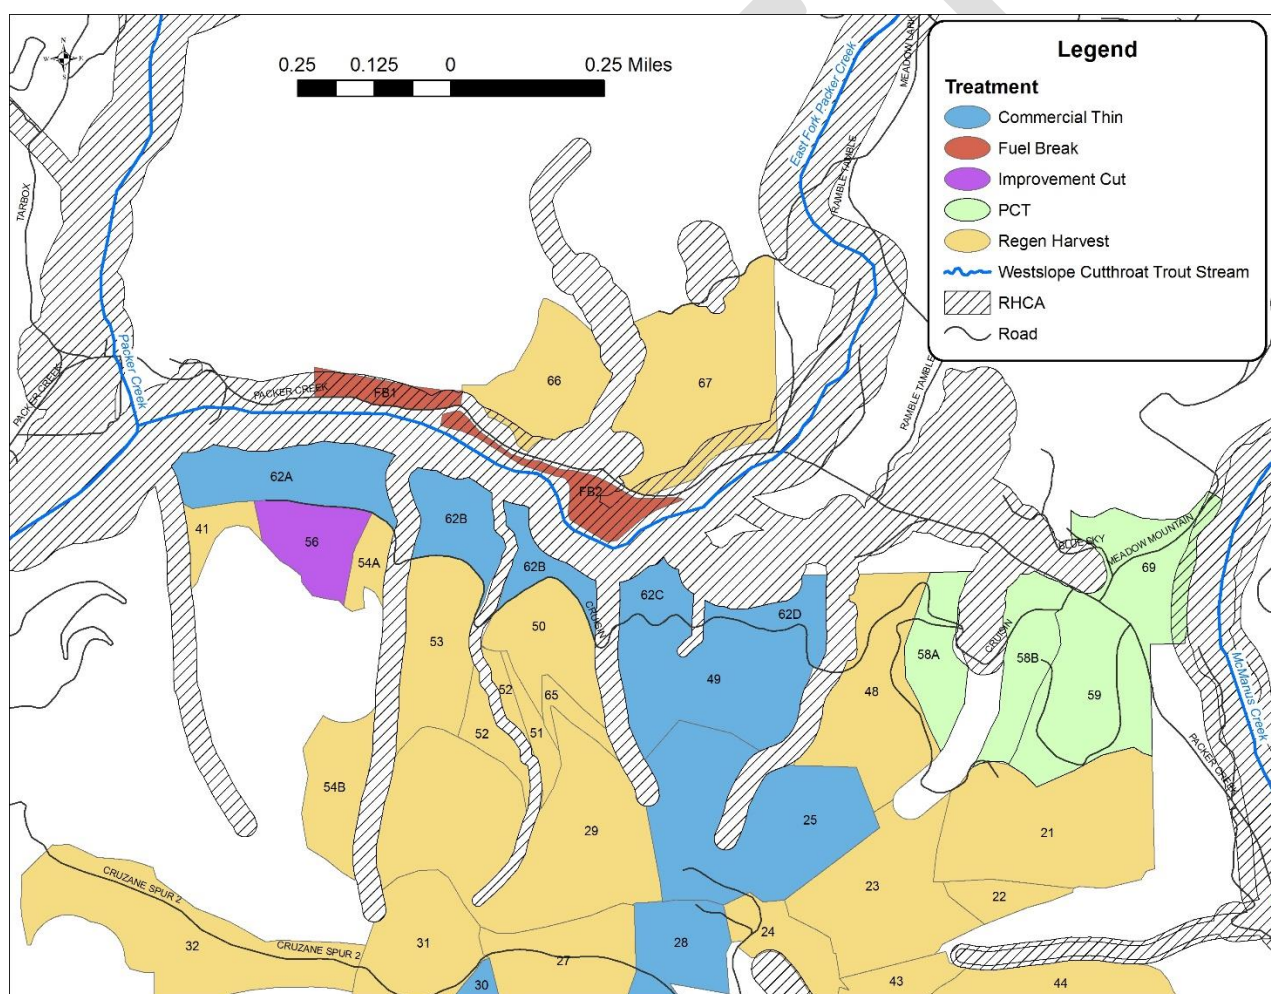 N
W E
S
0.25 0.125 0 0.25 Miles
Legend
Treatment
Commercial Thin
Fuel Break
Improvement Cut
PCT
Regen Harvest
Westslope Cutthroat Trout Stream
RHCA
Road
MEADOW LARK
East Fork Packer Creek
RAMBLE TAMBLE
TARBOX
Packer Creek
PACKER CREEK
PACKER CREEK
FB1
66
67
RAMBLE TAMBLE
62A
FB2
41
56
54A
62B
62B
62C
62D
BLUE SKY
MEADOW MOUNTAIN
69
CRUISIN
CRUISIN
53
50
58A
58B
59
49
48
52
65
52
51
McManus Creek
PACKER CREEK
54B
29
25
21
CRUZANE SPUR 2
23
22
32
CRUZANE SPUR 2
31
28
24
27
30
43
44